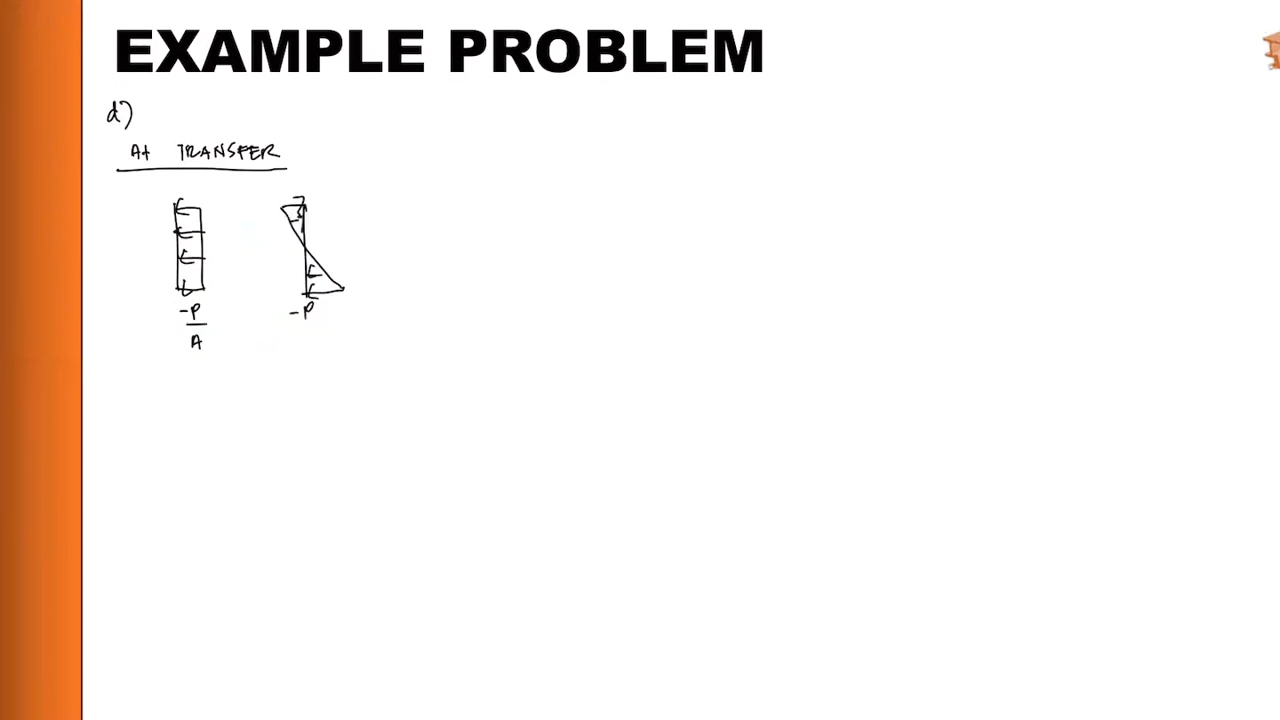 EXAMPLE PROBLEM
d)
At TRANSFER
-P -P
A